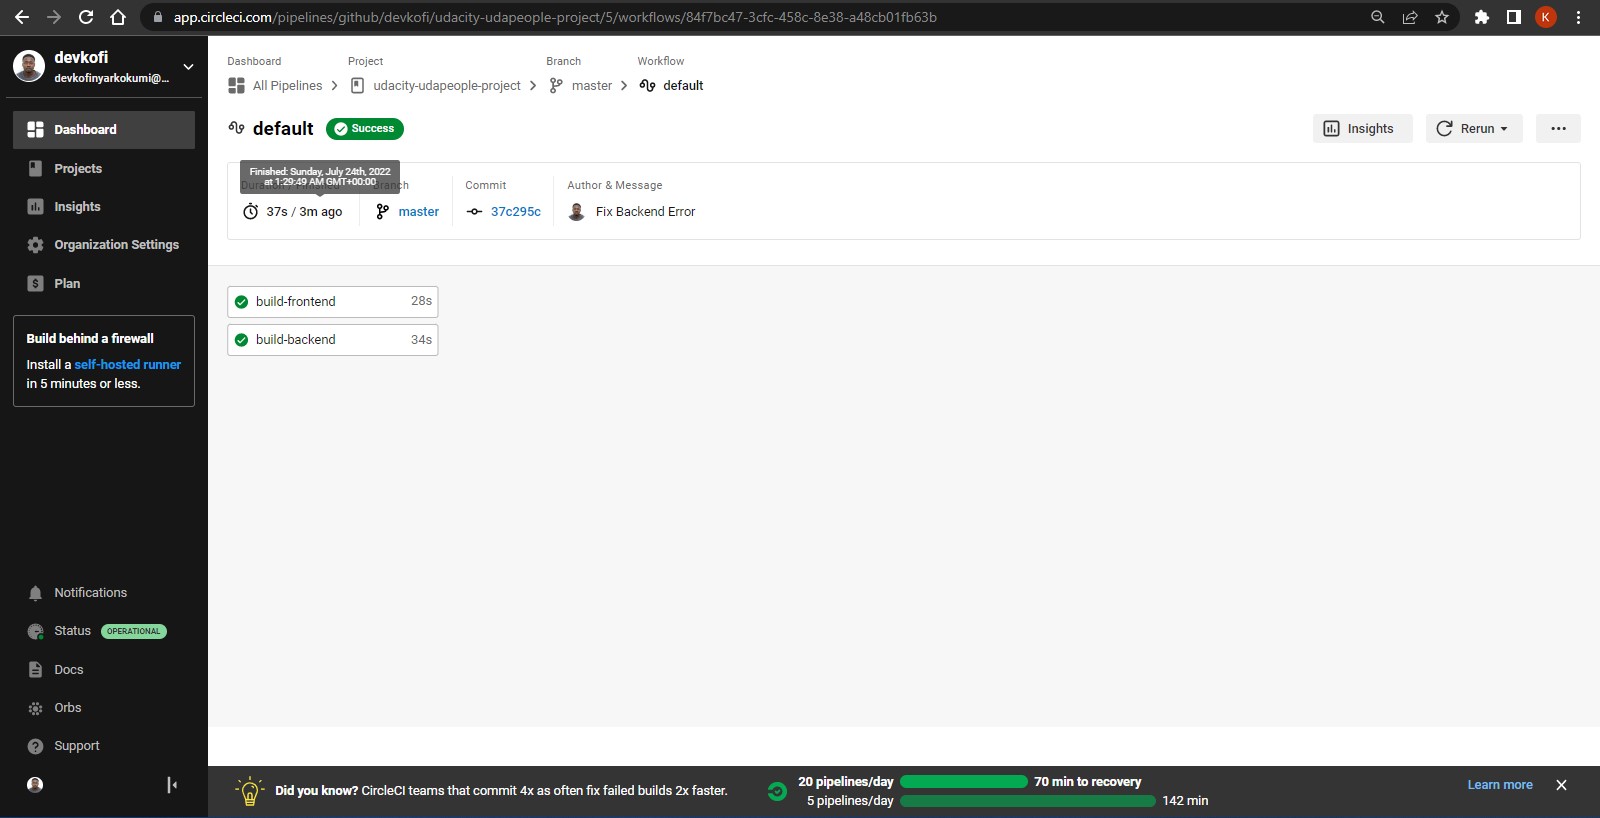 app.circleci.com/pipelines/github/devkofi/udacity-udapeople-project/5/workflows/84f7bc47-3cfc-458c-8e38-a48cb01fb63b
K
devkofi
devkofinyarkokumi@...
Dashboard
Projects
Insights
Organization Settings
$ Plan
Build behind a firewall
Install a self-hosted runner
in 5 minutes or less.
Notifications
Status OPERATIONAL
Docs
Orbs
? Support
Dashboard Project Branch Workflow
All Pipelines udacity-udapeople-project master default
default Success
Insights Rerun ...
Finished: Sunday, July 24th, 2022
at 1:29:49 AM GMT+00:00
Duration / Finished Branch Commit Author & Message
37s / 3m ago master 37c295c Fix Backend Error
build-frontend 28s
build-backend 34s
Did you know? CircleCI teams that commit 4x as often fix failed builds 2x faster.
20 pipelines/day 70 min to recovery
5 pipelines/day 142 min
Learn more